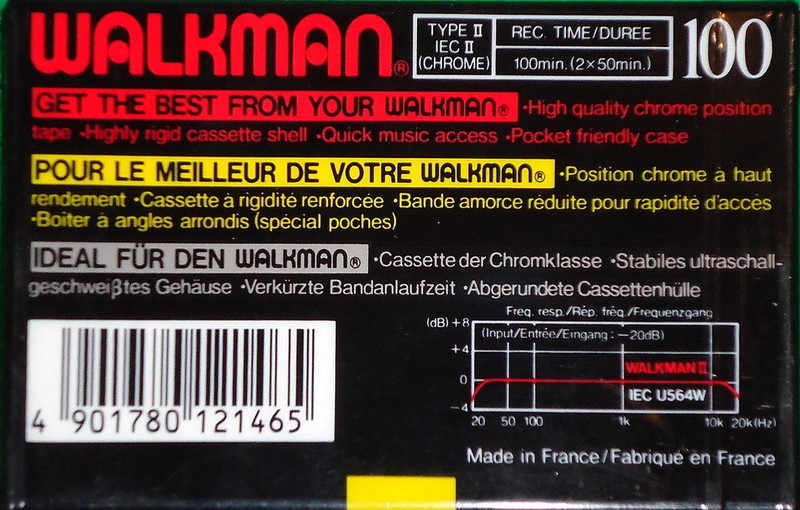 WALKMAN®
TYPE II
IEC II
(CHROME)
REC. TIME/DUREE
100min.(2×50min.)
100
GET THE BEST FROM YOUR WALKMAN® •High quality chrome position
tape •Highly rigid cassette shell •Quick music access •Pocket friendly case
POUR LE MEILLEUR DE VOTRE WALKMAN® •Position chrome à haut
rendement •Cassette à rigidité renforcée •Bande amorce réduite pour rapidité d'accès
•Boîter à angles arrondis (spécial poches)
IDEAL FÜR DEN WALKMAN® •Cassette der Chromklasse •Stabiles ultraschall-
geschweiβtes Gehäuse •Verkürzte Bandanlaufzeit •Abgerundete Cassettenhülle
Freq. resp./Rép. fréq./Frequenzgang
(dB) +8
(Input/Entrée/Eingang : −20dB)
+4
WALKMAN II
0
IEC U564W
−4
20 50 100 1k 10k 20k(Hz)
4 901780 121465
Made in France/Fabriqué en France